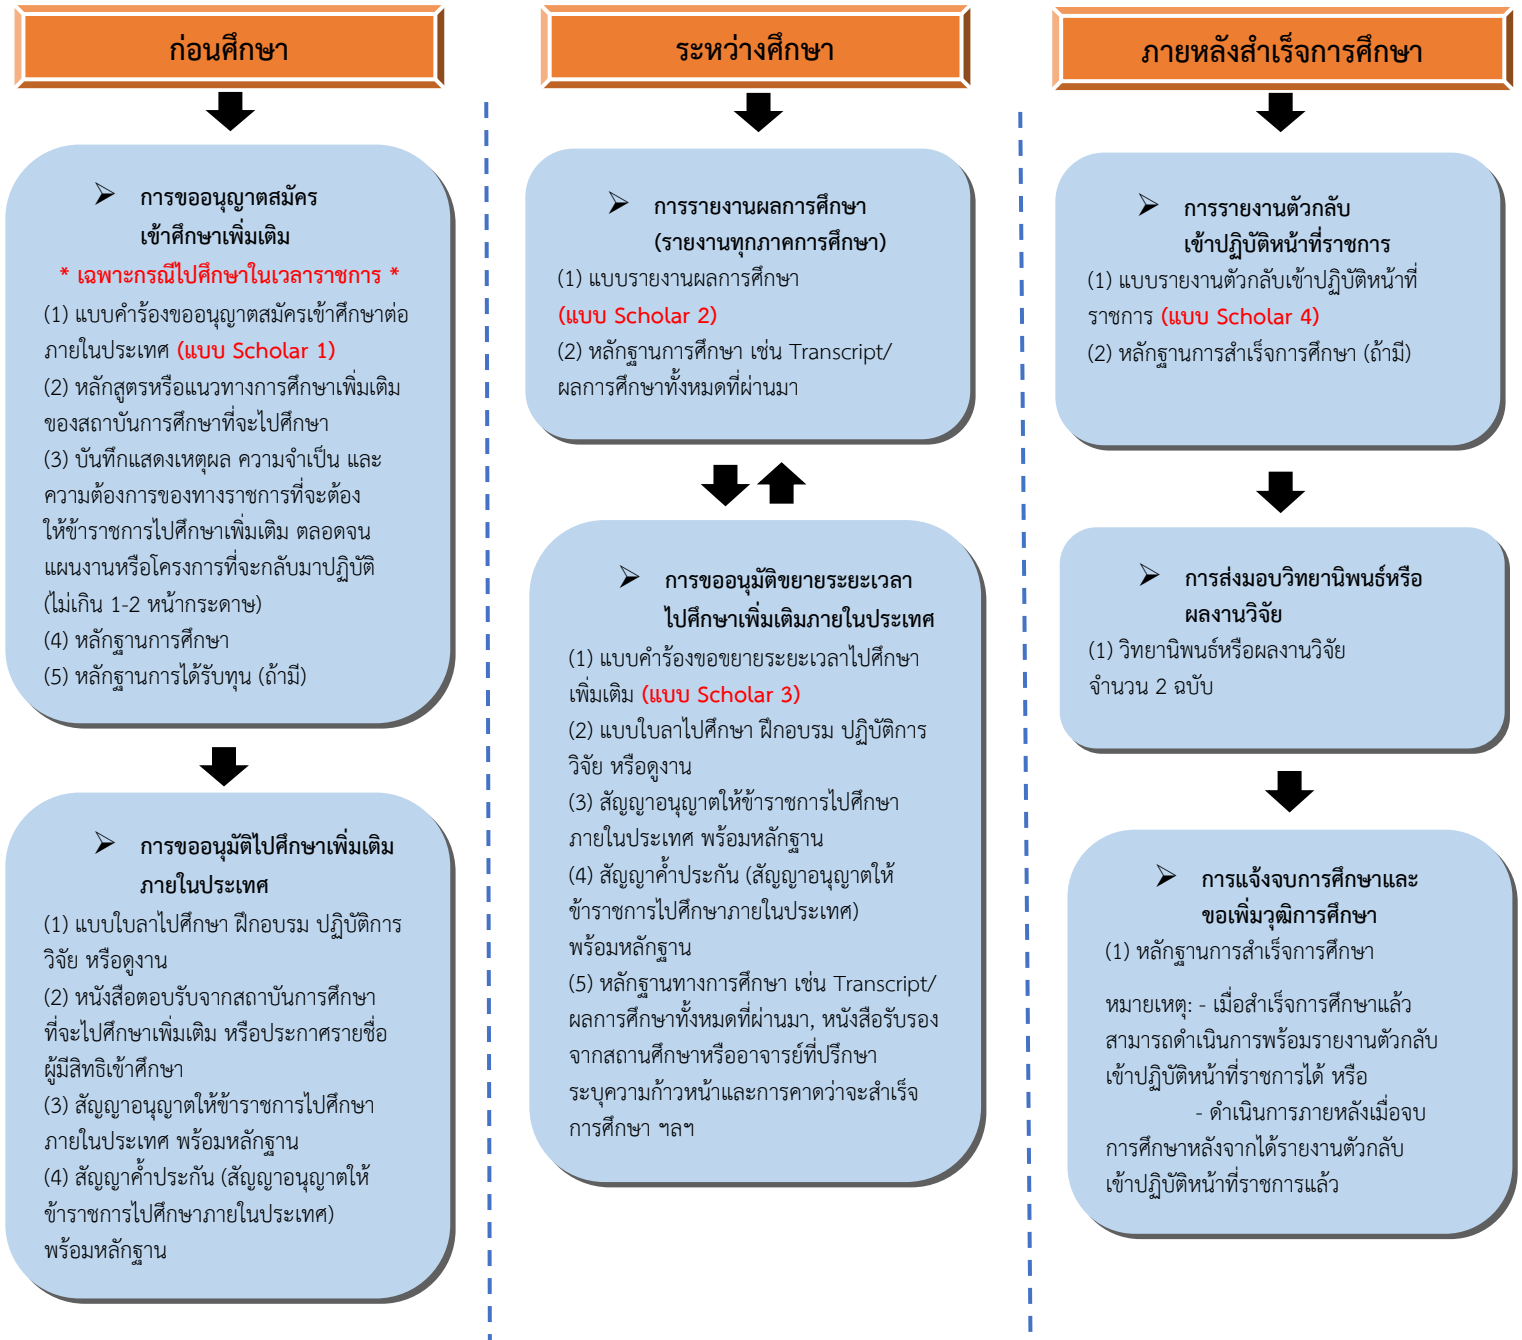 ก่อนศึกษา
การขออนุญาตสมัคร
เข้าศึกษาเพิ่มเติม
* เฉพาะกรณีไปศึกษาในเวลาราชการ *
(1) แบบคำร้องขออนุญาตสมัครเข้าศึกษาต่อ
ภายในประเทศ (แบบ Scholar 1)
(2) หลักสูตรหรือแนวทางการศึกษาเพิ่มเติม
ของสถาบันการศึกษาที่จะไปศึกษา
(3) บันทึกแสดงเหตุผล ความจำเป็น และ
ความต้องการของทางราชการที่จะต้อง
ให้ข้าราชการไปศึกษาเพิ่มเติม ตลอดจน
แผนงานหรือโครงการที่จะกลับมาปฏิบัติ
(ไม่เกิน 1-2 หน้ากระดาษ)
(4) หลักฐานการศึกษา
(5) หลักฐานการได้รับทุน (ถ้ามี)
การขออนุมัติไปศึกษาเพิ่มเติม
ภายในประเทศ
(1) แบบใบลาไปศึกษา ฝึกอบรม ปฏิบัติการ
วิจัย หรือดูงาน
(2) หนังสือตอบรับจากสถาบันการศึกษา
ที่จะไปศึกษาเพิ่มเติม หรือประกาศรายชื่อ
ผู้มีสิทธิเข้าศึกษา
(3) สัญญาอนุญาตให้ข้าราชการไปศึกษา
ภายในประเทศ พร้อมหลักฐาน
(4) สัญญาค้ำประกัน (สัญญาอนุญาตให้
ข้าราชการไปศึกษาภายในประเทศ)
พร้อมหลักฐาน
ระหว่างศึกษา
การรายงานผลการศึกษา
(รายงานทุกภาคการศึกษา)
(1) แบบรายงานผลการศึกษา
(แบบ Scholar 2)
(2) หลักฐานการศึกษา เช่น Transcript/
ผลการศึกษาทั้งหมดที่ผ่านมา
การขออนุมัติขยายระยะเวลา
ไปศึกษาเพิ่มเติมภายในประเทศ
(1) แบบคำร้องขอขยายระยะเวลาไปศึกษา
เพิ่มเติม (แบบ Scholar 3)
(2) แบบใบลาไปศึกษา ฝึกอบรม ปฏิบัติการ
วิจัย หรือดูงาน
(3) สัญญาอนุญาตให้ข้าราชการไปศึกษา
ภายในประเทศ พร้อมหลักฐาน
(4) สัญญาค้ำประกัน (สัญญาอนุญาตให้
ข้าราชการไปศึกษาภายในประเทศ)
พร้อมหลักฐาน
(5) หลักฐานทางการศึกษา เช่น Transcript/
ผลการศึกษาทั้งหมดที่ผ่านมา, หนังสือรับรอง
จากสถานศึกษาหรืออาจารย์ที่ปรึกษา
ระบุความก้าวหน้าและการคาดว่าจะสำเร็จ
การศึกษา ฯลฯ
ภายหลังสำเร็จการศึกษา
การรายงานตัวกลับ
เข้าปฏิบัติหน้าที่ราชการ
(1) แบบรายงานตัวกลับเข้าปฏิบัติหน้าที่
ราชการ (แบบ Scholar 4)
(2) หลักฐานการสำเร็จการศึกษา (ถ้ามี)
การส่งมอบวิทยานิพนธ์หรือ
ผลงานวิจัย
(1) วิทยานิพนธ์หรือผลงานวิจัย
จำนวน 2 ฉบับ
การแจ้งจบการศึกษาและ
ขอเพิ่มวุฒิการศึกษา
(1) หลักฐานการสำเร็จการศึกษา
หมายเหตุ: - เมื่อสำเร็จการศึกษาแล้ว
สามารถดำเนินการพร้อมรายงานตัวกลับ
เข้าปฏิบัติหน้าที่ราชการได้ หรือ
- ดำเนินการภายหลังเมื่อจบ
การศึกษาหลังจากได้รายงานตัวกลับ
เข้าปฏิบัติหน้าที่ราชการแล้ว